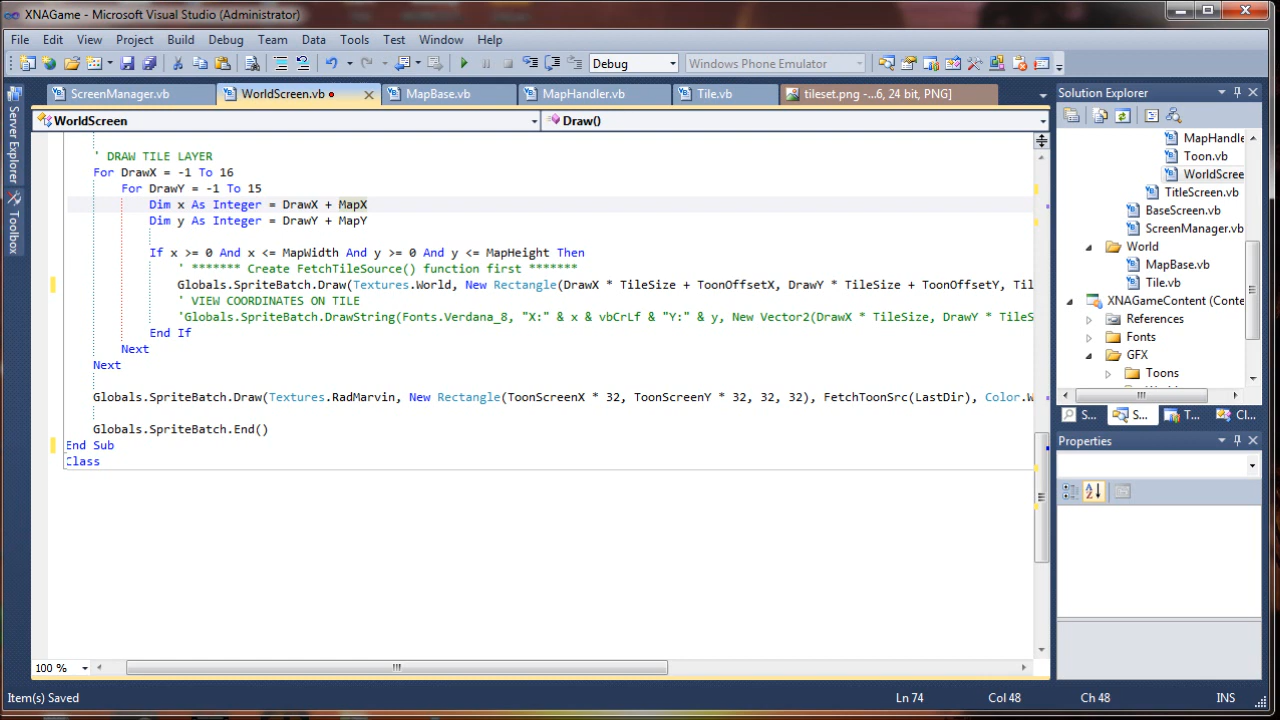 XNAGame - Microsoft Visual Studio (Administrator)
File Edit View Project Build Debug Team Data Tools Test Window Help
Debug Windows Phone Emulator
ScreenManager.vb WorldScreen.vb MapBase.vb MapHandler.vb Tile.vb tileset.png -...6, 24 bit, PNG]
WorldScreen Draw()
' DRAW TILE LAYER
For DrawX = -1 To 16
For DrawY = -1 To 15
Dim x As Integer = DrawX + MapX
Dim y As Integer = DrawY + MapY
If x >= 0 And x <= MapWidth And y >= 0 And y <= MapHeight Then
' ******* Create FetchTileSource() function first *******
Globals.SpriteBatch.Draw(Textures.World, New Rectangle(DrawX * TileSize + ToonOffsetX, DrawY * TileSize + ToonOffsetY, Til
' VIEW COORDINATES ON TILE
'Globals.SpriteBatch.DrawString(Fonts.Verdana_8, "X:" & x & vbCrLf & "Y:" & y, New Vector2(DrawX * TileSize, DrawY * TileS
End If
Next
Next
Globals.SpriteBatch.Draw(Textures.RadMarvin, New Rectangle(ToonScreenX * 32, ToonScreenY * 32, 32, 32), FetchToonSrc(LastDir), Color.W
Globals.SpriteBatch.End()
End Sub
Class
100 %
Server Explorer
Toolbox
Solution Explorer
MapHandle
Toon.vb
WorldScree
TitleScreen.vb
BaseScreen.vb
ScreenManager.vb
World
MapBase.vb
Tile.vb
XNAGameContent (Conte
References
Fonts
GFX
Toons
S... S... T... Cl...
Properties
Item(s) Saved Ln 74 Col 48 Ch 48 INS